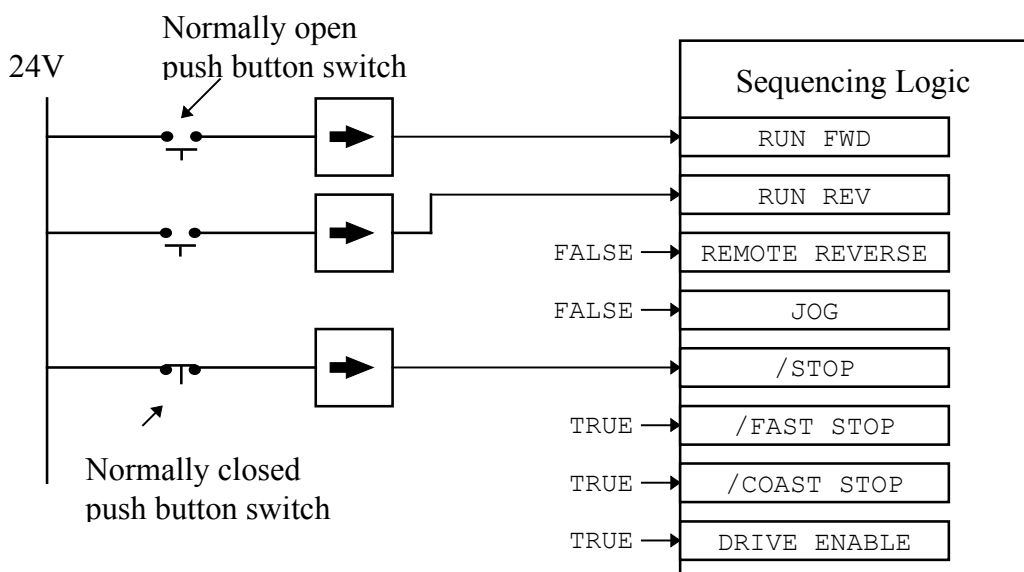 Normally open
push button switch
24V
Sequencing Logic
RUN FWD
RUN REV
FALSE
REMOTE REVERSE
FALSE
JOG
/STOP
TRUE
/FAST STOP
Normally closed
push button switch
TRUE
/COAST STOP
TRUE
DRIVE ENABLE